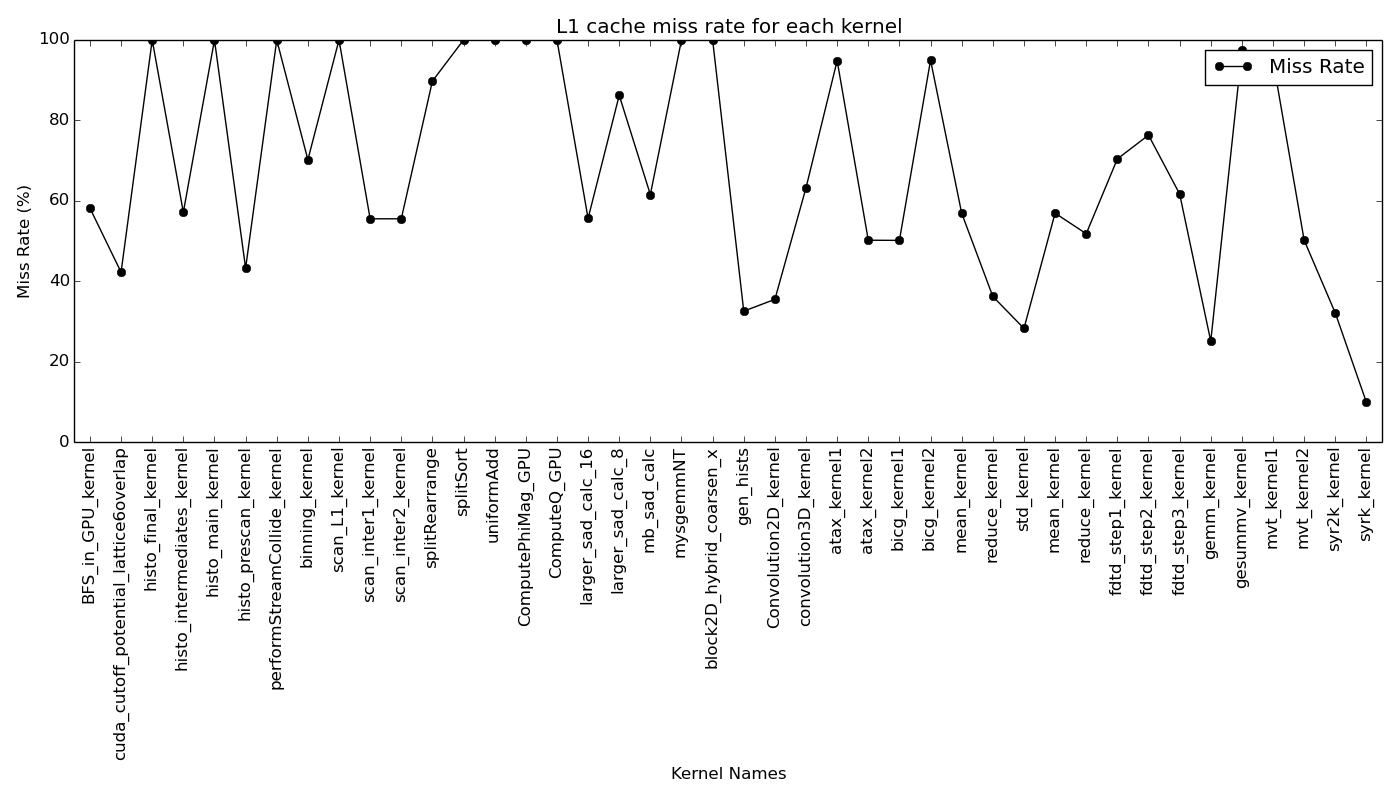 L1 cache miss rate for each kernel
Miss Rate
Miss Rate (%)
100
80
60
40
20
0
BFS_in_GPU_kernel
cuda_cutoff_potential_lattice6overlap
histo_final_kernel
histo_intermediates_kernel
histo_main_kernel
histo_prescan_kernel
performStreamCollide_kernel
binning_kernel
scan_L1_kernel
scan_inter1_kernel
scan_inter2_kernel
splitRearrange
splitSort
uniformAdd
ComputePhiMag_GPU
ComputeQ_GPU
larger_sad_calc_16
larger_sad_calc_8
mb_sad_calc
mysgemmNT
block2D_hybrid_coarsen_x
gen_hists
Convolution2D_kernel
convolution3D_kernel
atax_kernel1
atax_kernel2
bicg_kernel1
bicg_kernel2
mean_kernel
reduce_kernel
std_kernel
mean_kernel
reduce_kernel
fdtd_step1_kernel
fdtd_step2_kernel
fdtd_step3_kernel
gemm_kernel
gesummv_kernel
mvt_kernel1
mvt_kernel2
syr2k_kernel
syrk_kernel
Kernel Names